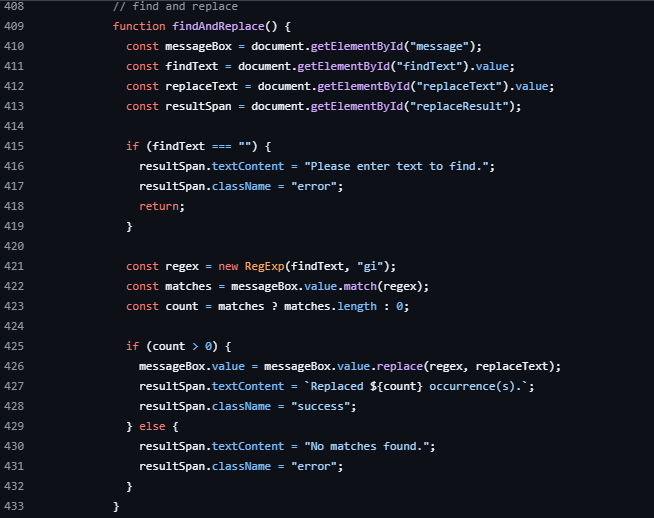 408 // find and replace
409 function findAndReplace() {
410 const messageBox = document.getElementById("message");
411 const findText = document.getElementById("findText").value;
412 const replaceText = document.getElementById("replaceText").value;
413 const resultSpan = document.getElementById("replaceResult");
414
415 if (findText === "") {
416 resultSpan.textContent = "Please enter text to find.";
417 resultSpan.className = "error";
418 return;
419 }
420
421 const regex = new RegExp(findText, "gi");
422 const matches = messageBox.value.match(regex);
423 const count = matches ? matches.length : 0;
424
425 if (count > 0) {
426 messageBox.value = messageBox.value.replace(regex, replaceText);
427 resultSpan.textContent = `Replaced ${count} occurrence(s).`;
428 resultSpan.className = "success";
429 } else {
430 resultSpan.textContent = "No matches found.";
431 resultSpan.className = "error";
432 }
433 }